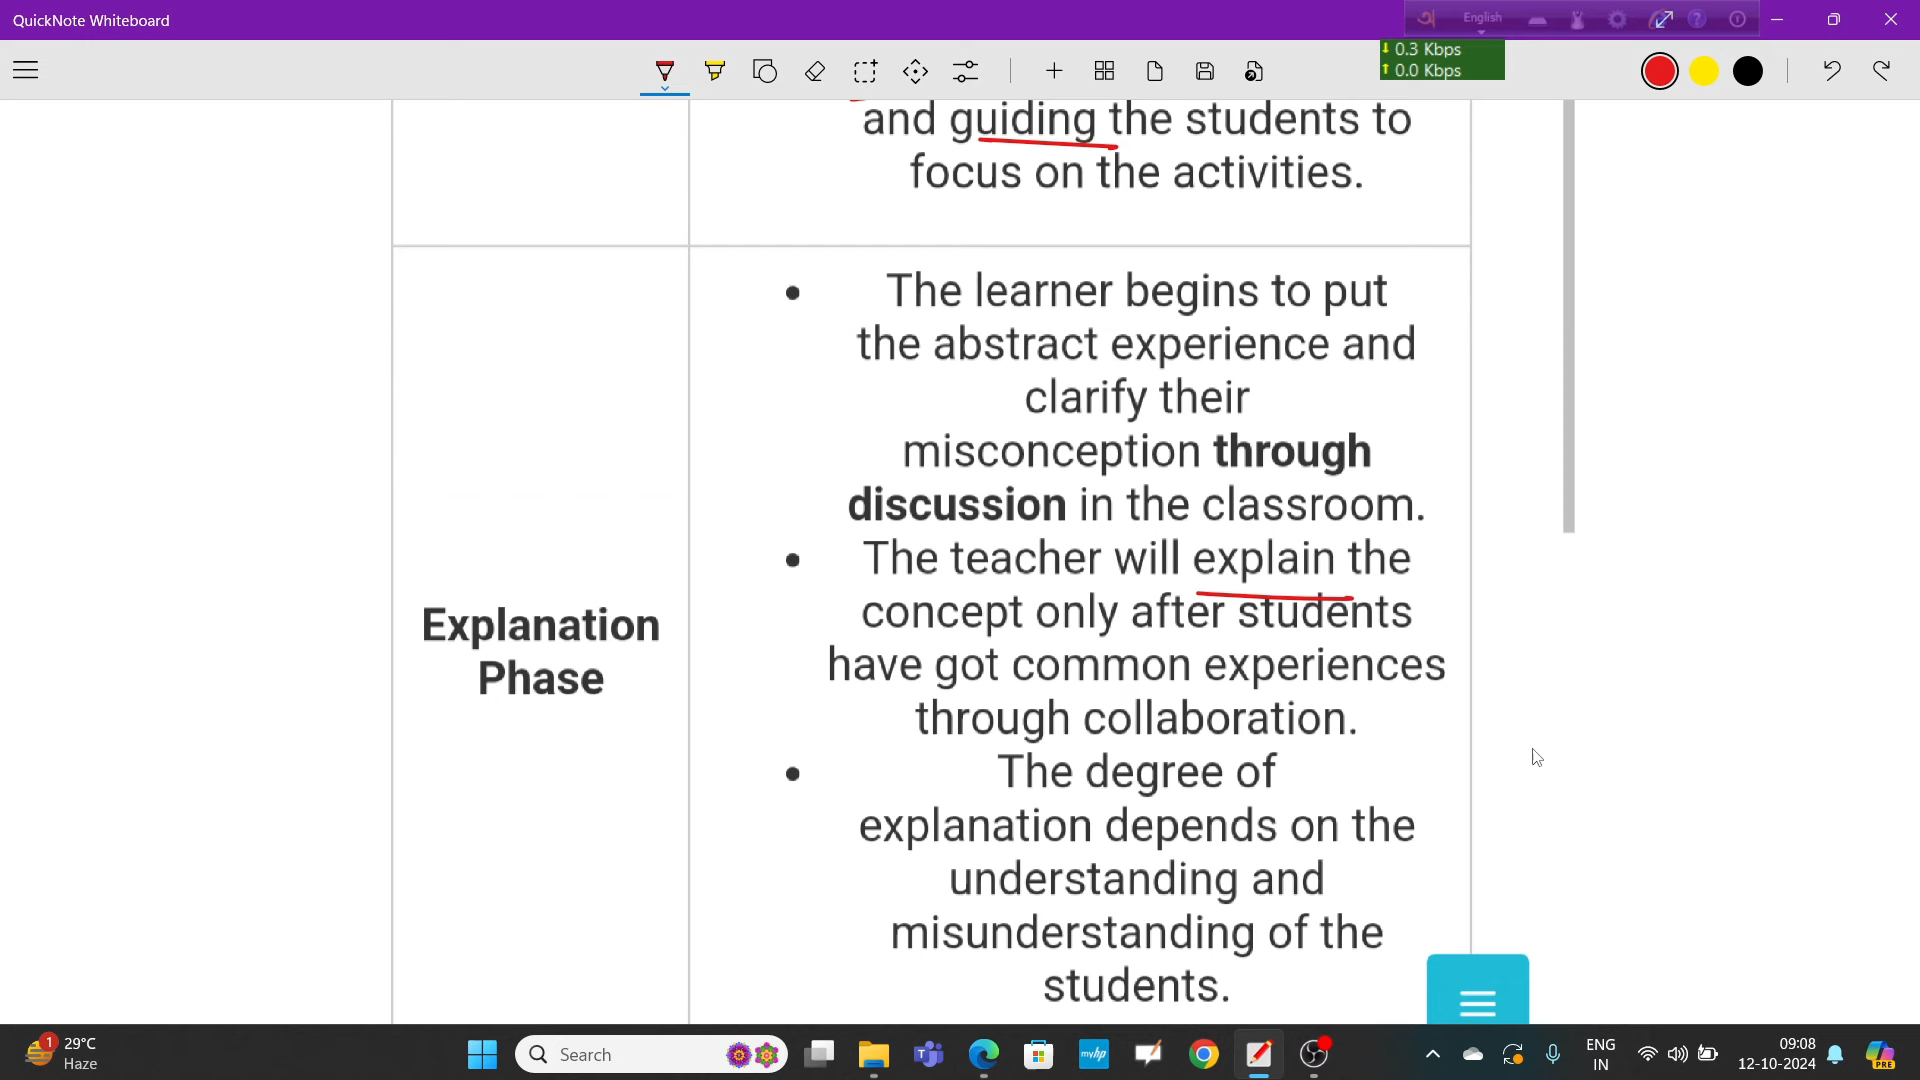 QuickNote Whiteboard
English
0.3 Kbps
0.0 Kbps
and guiding the students to
focus on the activities.
Explanation
Phase
• The learner begins to put
the abstract experience and
clarify their
misconception through
discussion in the classroom.
• The teacher will explain the
concept only after students
have got common experiences
through collaboration.
• The degree of
explanation depends on the
understanding and
misunderstanding of the
students.
1
29°C
Haze
Search
myhp
ENG
IN
09:08
12-10-2024
PRE